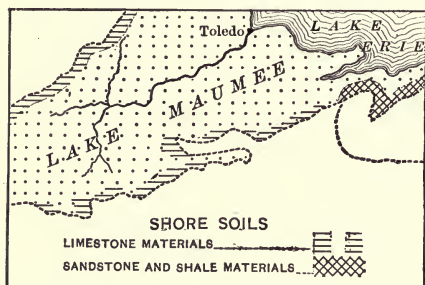 LAKE
ERIE
Toledo
LAKE MAUMEE
SHORE SOILS
LIMESTONE MATERIALS
SANDSTONE AND SHALE MATERIALS